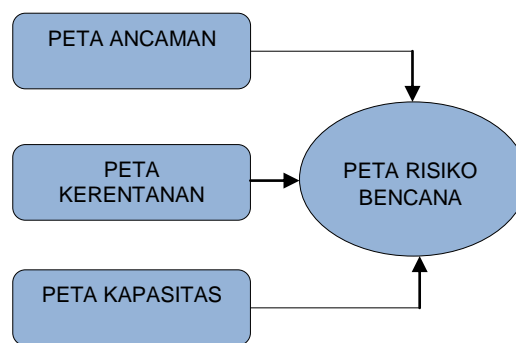 PETA ANCAMAN
PETA
KERENTANAN
PETA RISIKO
BENCANA
PETA KAPASITAS